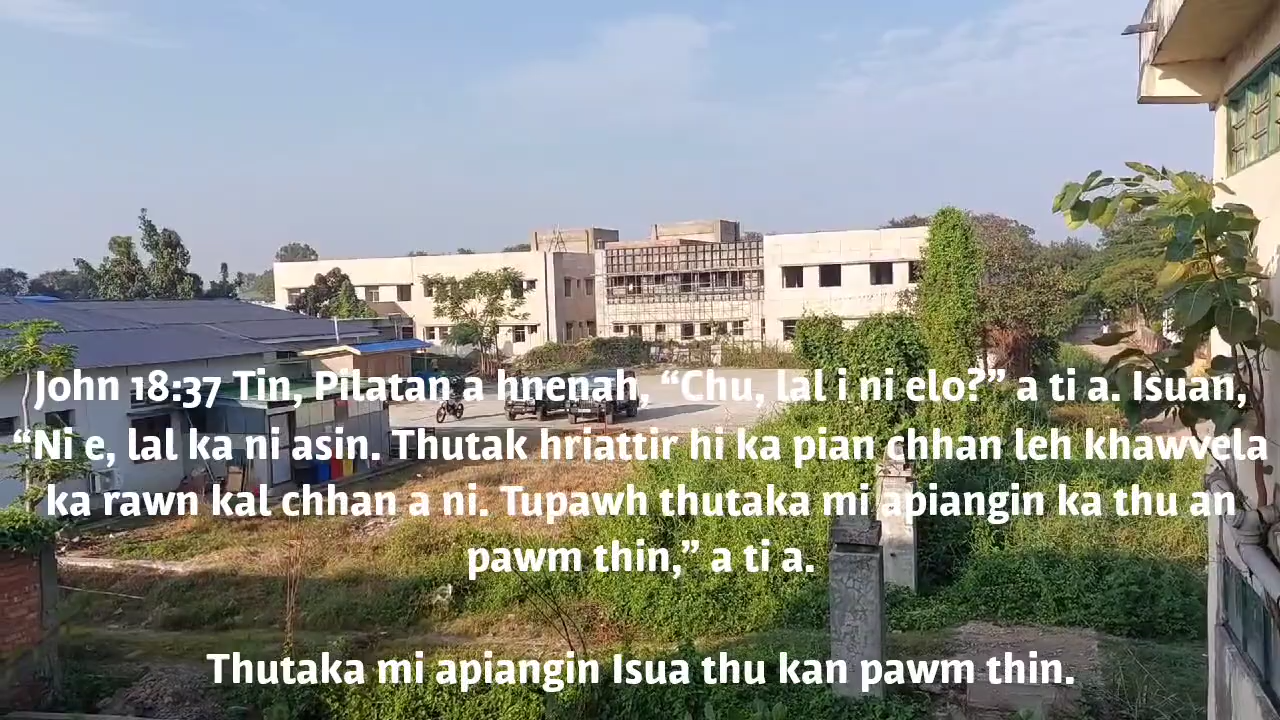 John 18:37 Tin, Pilatan a hnenah, “Chu, lal i ni elo?” a ti a. Isuan,
“Ni e, lal ka ni asin. Thutak hriattir hi ka pian chhan leh khawvela
ka rawn kal chhan a ni. Tupawh thutaka mi apiangin ka thu an
pawm thin,” a ti a.
Thutaka mi apiangin Isua thu kan pawm thin.